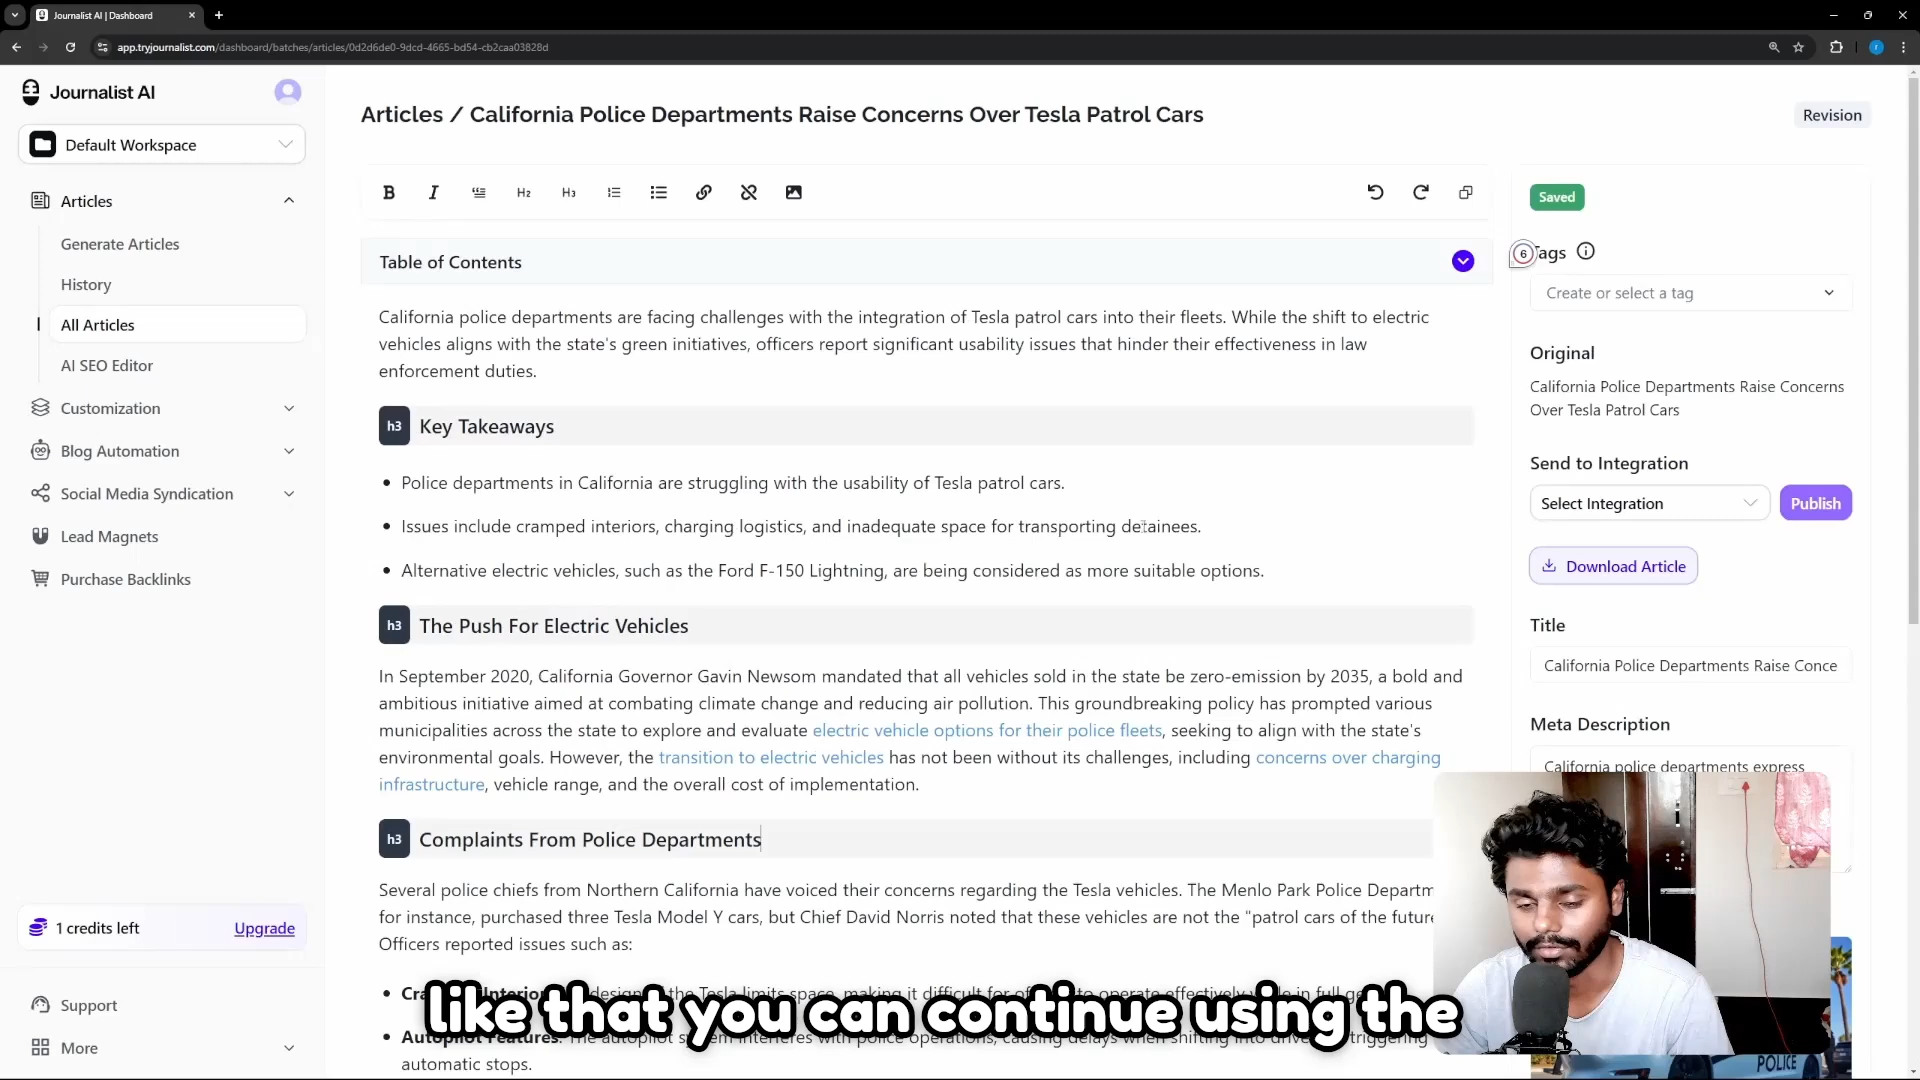 Journalist AI | Dashboard
app.tryjournalist.com/dashboard/batches/articles/0d2d6de0-9dcd-4665-bd54-cb2caa03828d
Journalist AI
Default Workspace
Articles
Generate Articles
History
All Articles
AI SEO Editor
Customization
Blog Automation
Social Media Syndication
Lead Magnets
Purchase Backlinks
1 credits left
Upgrade
Support
More
Articles / California Police Departments Raise Concerns Over Tesla Patrol Cars
Revision
B I H2 H3
Table of Contents
California police departments are facing challenges with the integration of Tesla patrol cars into their fleets. While the shift to electric
vehicles aligns with the state's green initiatives, officers report significant usability issues that hinder their effectiveness in law
enforcement duties.
h3 Key Takeaways
• Police departments in California are struggling with the usability of Tesla patrol cars.
• Issues include cramped interiors, charging logistics, and inadequate space for transporting detainees.
• Alternative electric vehicles, such as the Ford F-150 Lightning, are being considered as more suitable options.
h3 The Push For Electric Vehicles
In September 2020, California Governor Gavin Newsom mandated that all vehicles sold in the state be zero-emission by 2035, a bold and
ambitious initiative aimed at combating climate change and reducing air pollution. This groundbreaking policy has prompted various
municipalities across the state to explore and evaluate electric vehicle options for their police fleets, seeking to align with the state's
environmental goals. However, the transition to electric vehicles has not been without its challenges, including concerns over charging
infrastructure, vehicle range, and the overall cost of implementation.
h3 Complaints From Police Departments
Several police chiefs from Northern California have voiced their concerns regarding the Tesla vehicles. The Menlo Park Police Departm
for instance, purchased three Tesla Model Y cars, but Chief David Norris noted that these vehicles are not the "patrol cars of the future
Officers reported issues such as:
like that you can continue using the
automatic stops.
Saved
6
Tags
Create or select a tag
Original
California Police Departments Raise Concerns
Over Tesla Patrol Cars
Send to Integration
Select Integration
Publish
Download Article
Title
California Police Departments Raise Conce
Meta Description
California police departments express
POLICE